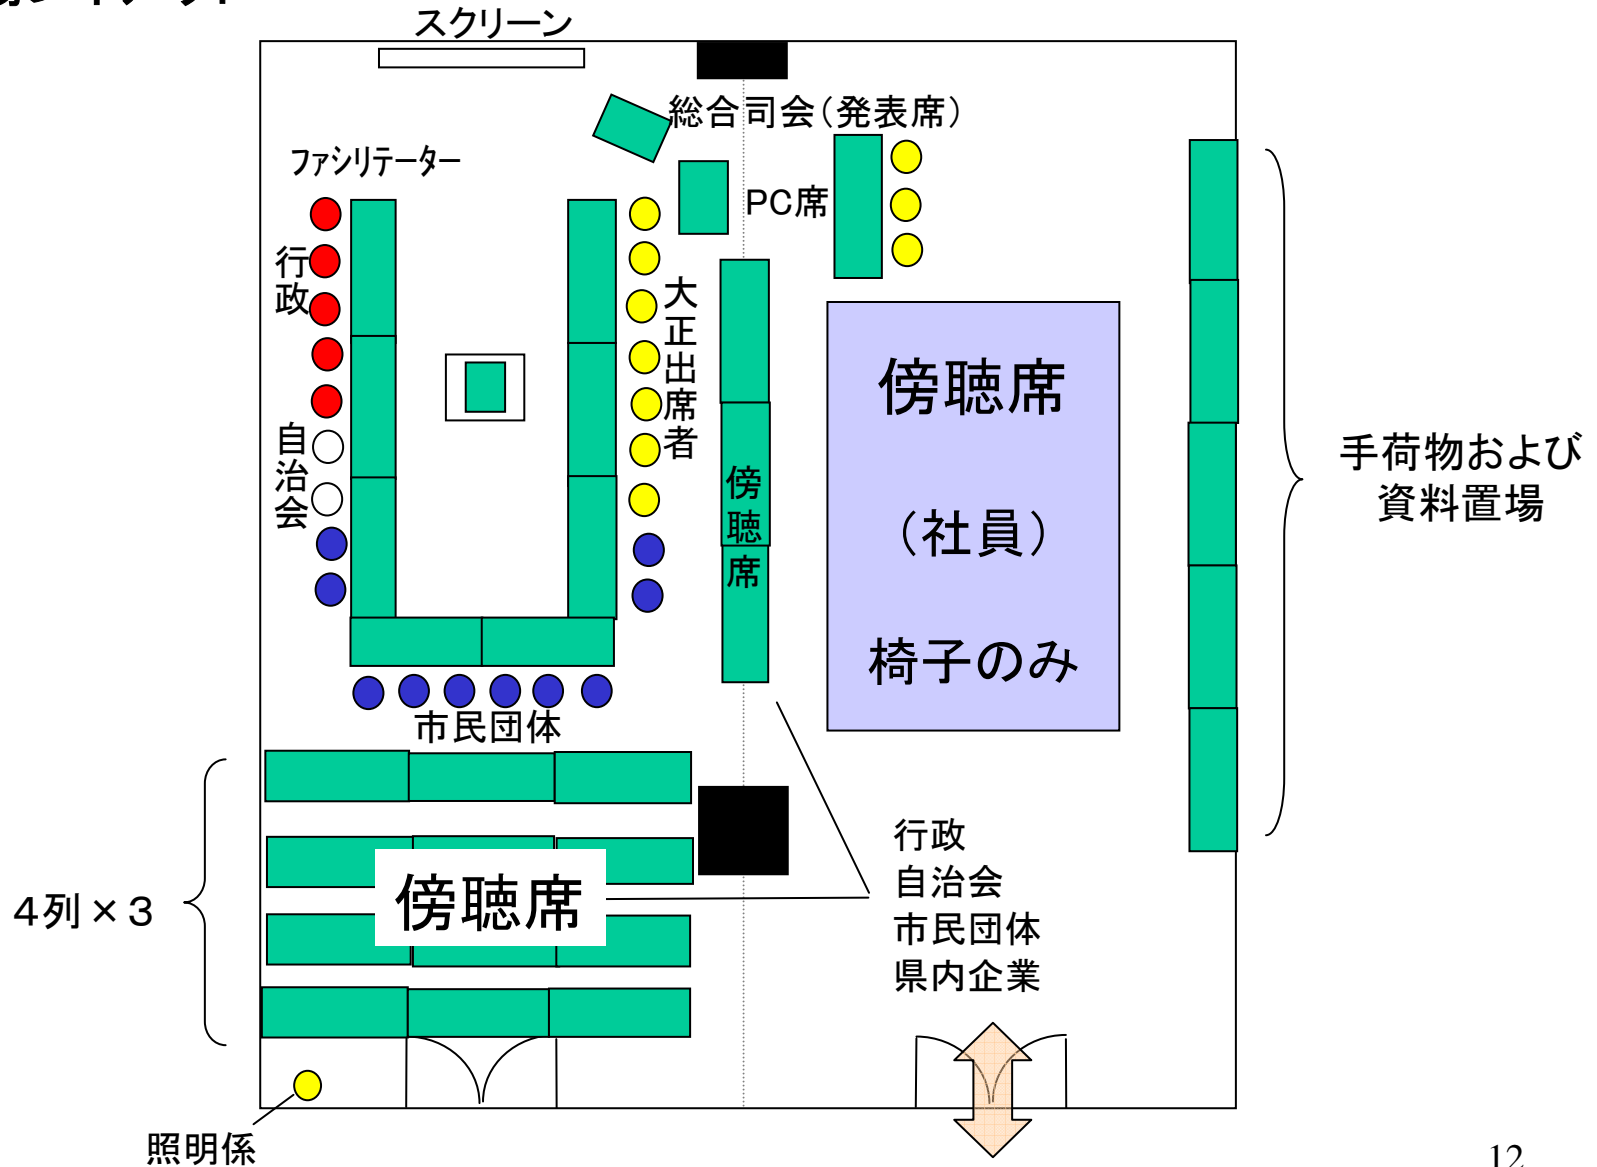 スクリーン
総合司会（発表席）
ファシリテーター
PC席
行政
大正出席者
自治会
傍聴席
傍聴席
（社員）
椅子のみ
手荷物および
資料置場
市民団体
４列×３
傍聴席
行政
自治会
市民団体
県内企業
照明係
12